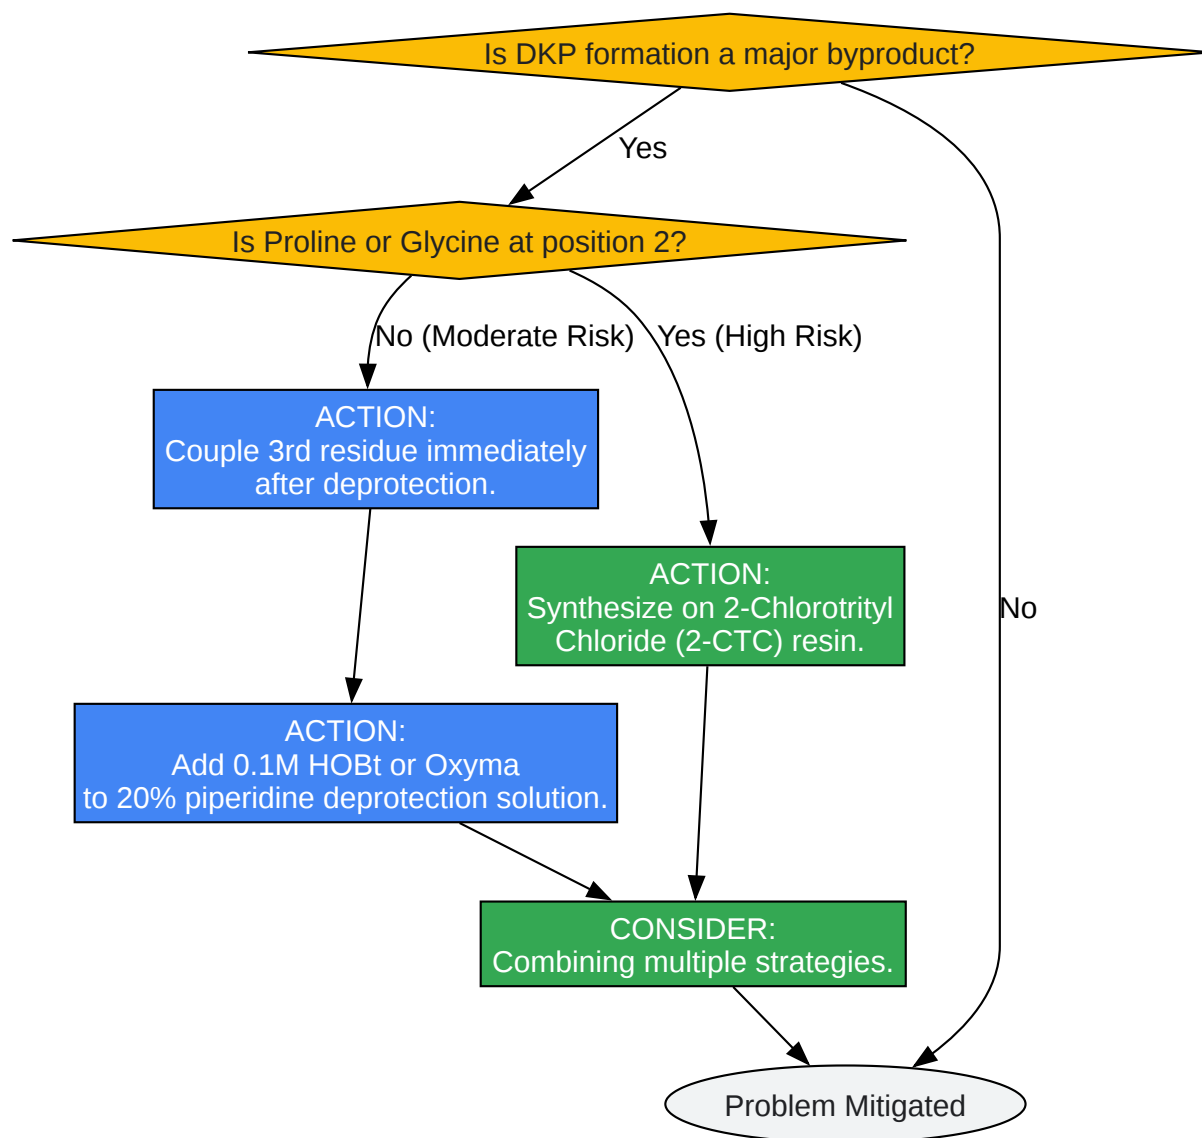 Is DKP formation a major byproduct?
Yes
Is Proline or Glycine at position 2?
No (Moderate Risk)
Yes (High Risk)
ACTION:
Couple 3rd residue immediately
after deprotection.
ACTION:
Synthesize on 2-Chlorotrityl
Chloride (2-CTC) resin.
No
ACTION:
Add 0.1M HOBt or Oxyma
to 20% piperidine deprotection solution.
CONSIDER:
Combining multiple strategies.
Problem Mitigated